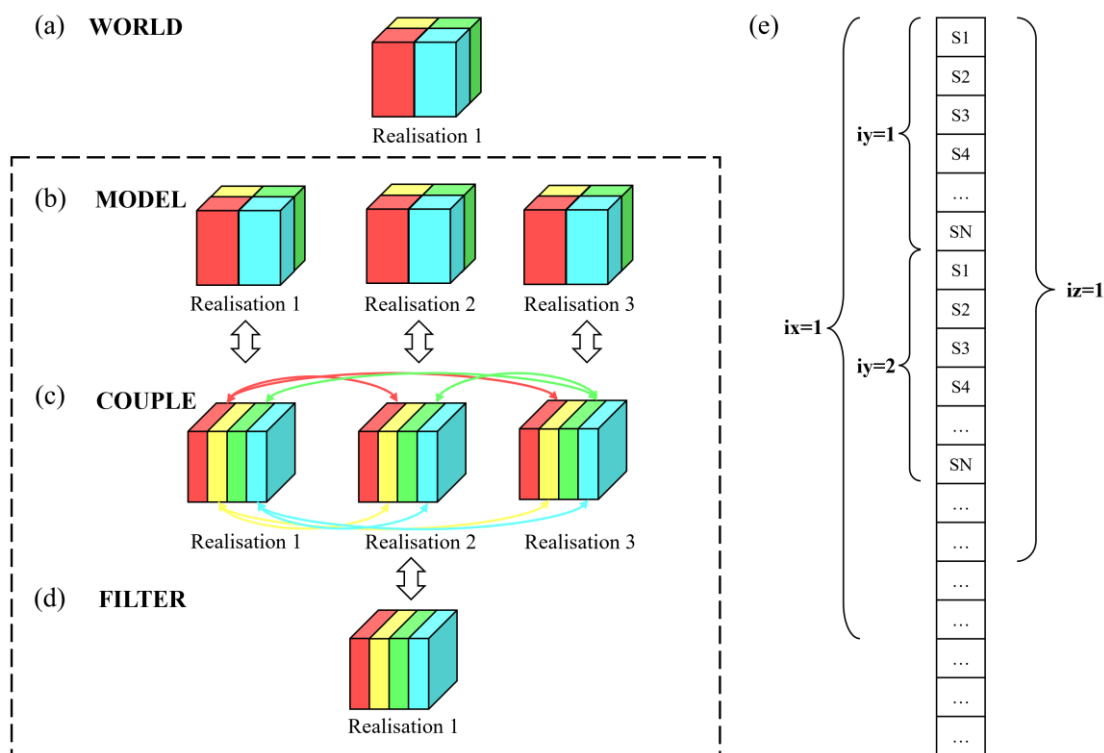 (a) WORLD
Realisation 1
(b) MODEL
Realisation 1 Realisation 2 Realisation 3
(c) COUPLE
Realisation 1 Realisation 2 Realisation 3
(d) FILTER
Realisation 1
(e)
S1
S2
S3
S4
…
SN
S1
S2
S3
S4
…
SN
…
…
…
…
…
…
…
iy=1
iy=2
ix=1
iz=1